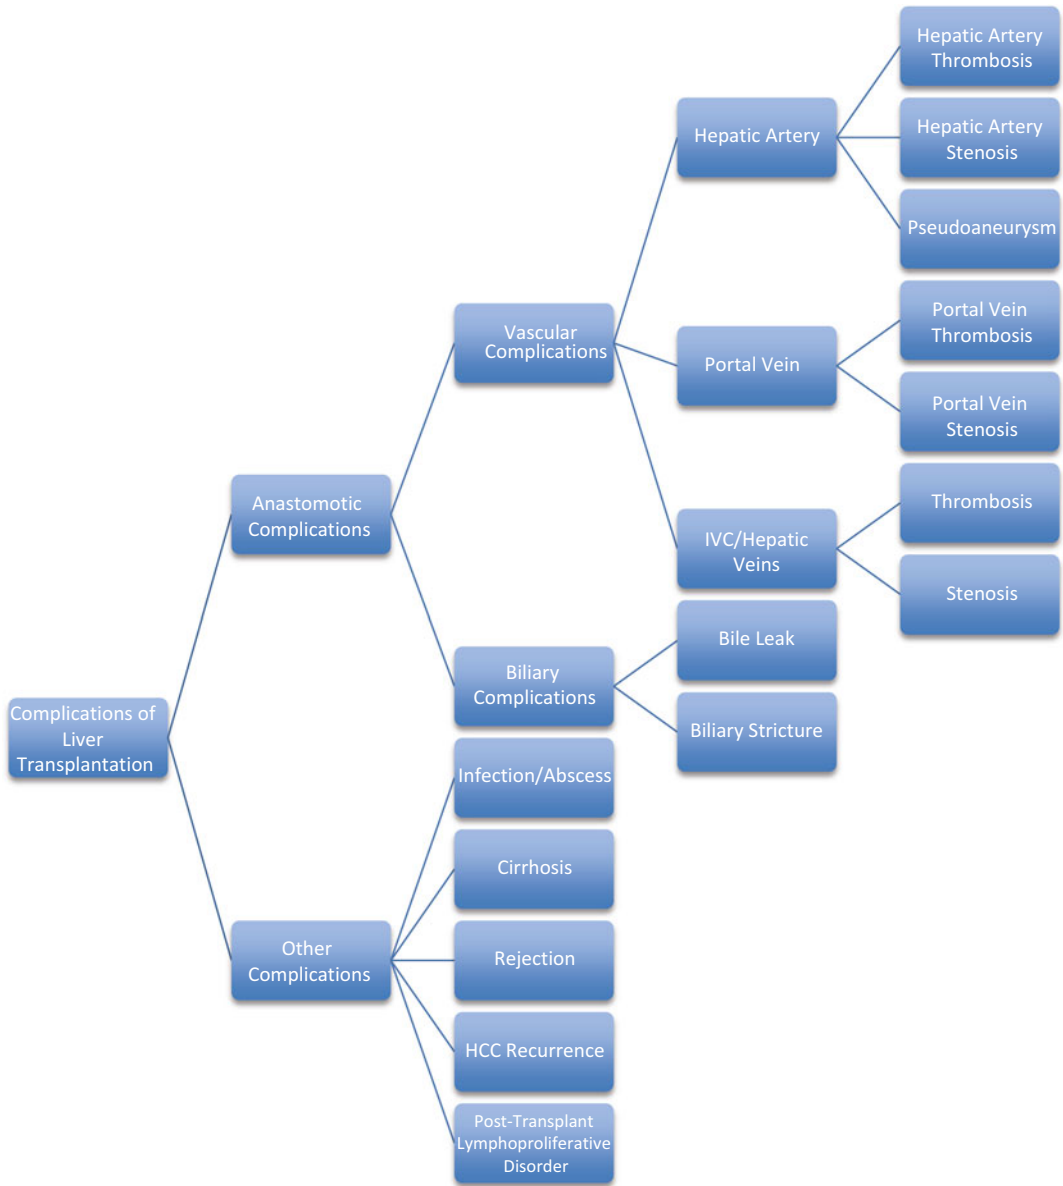 Complications of
Liver
Transplantation
Anastomotic
Complications
Other
Complications
Vascular
Complications
Biliary
Complications
Infection/Abscess
Cirrhosis
Rejection
HCC Recurrence
Post-Transplant
Lymphoproliferative
Disorder
Hepatic Artery
Portal Vein
IVC/Hepatic
Veins
Bile Leak
Biliary Stricture
Hepatic Artery
Thrombosis
Hepatic Artery
Stenosis
Pseudoaneurysm
Portal Vein
Thrombosis
Portal Vein
Stenosis
Thrombosis
Stenosis